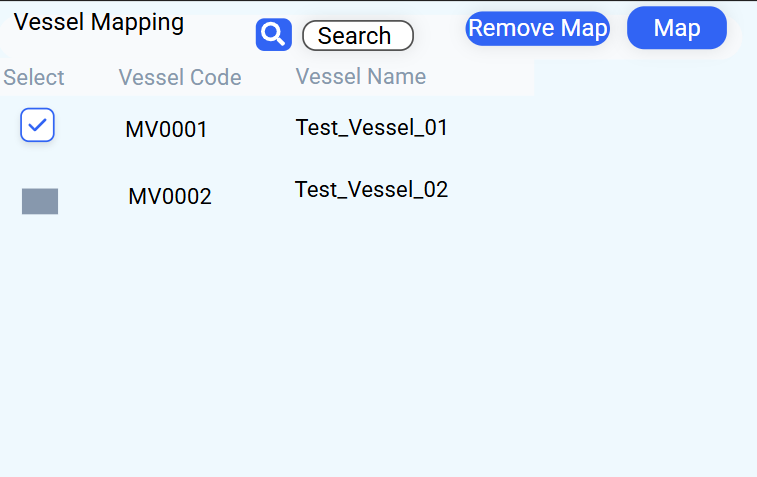 Vessel Mapping Search Remove Map Map
Select Vessel Code Vessel Name
MV0001 Test_Vessel_01
MV0002 Test_Vessel_02